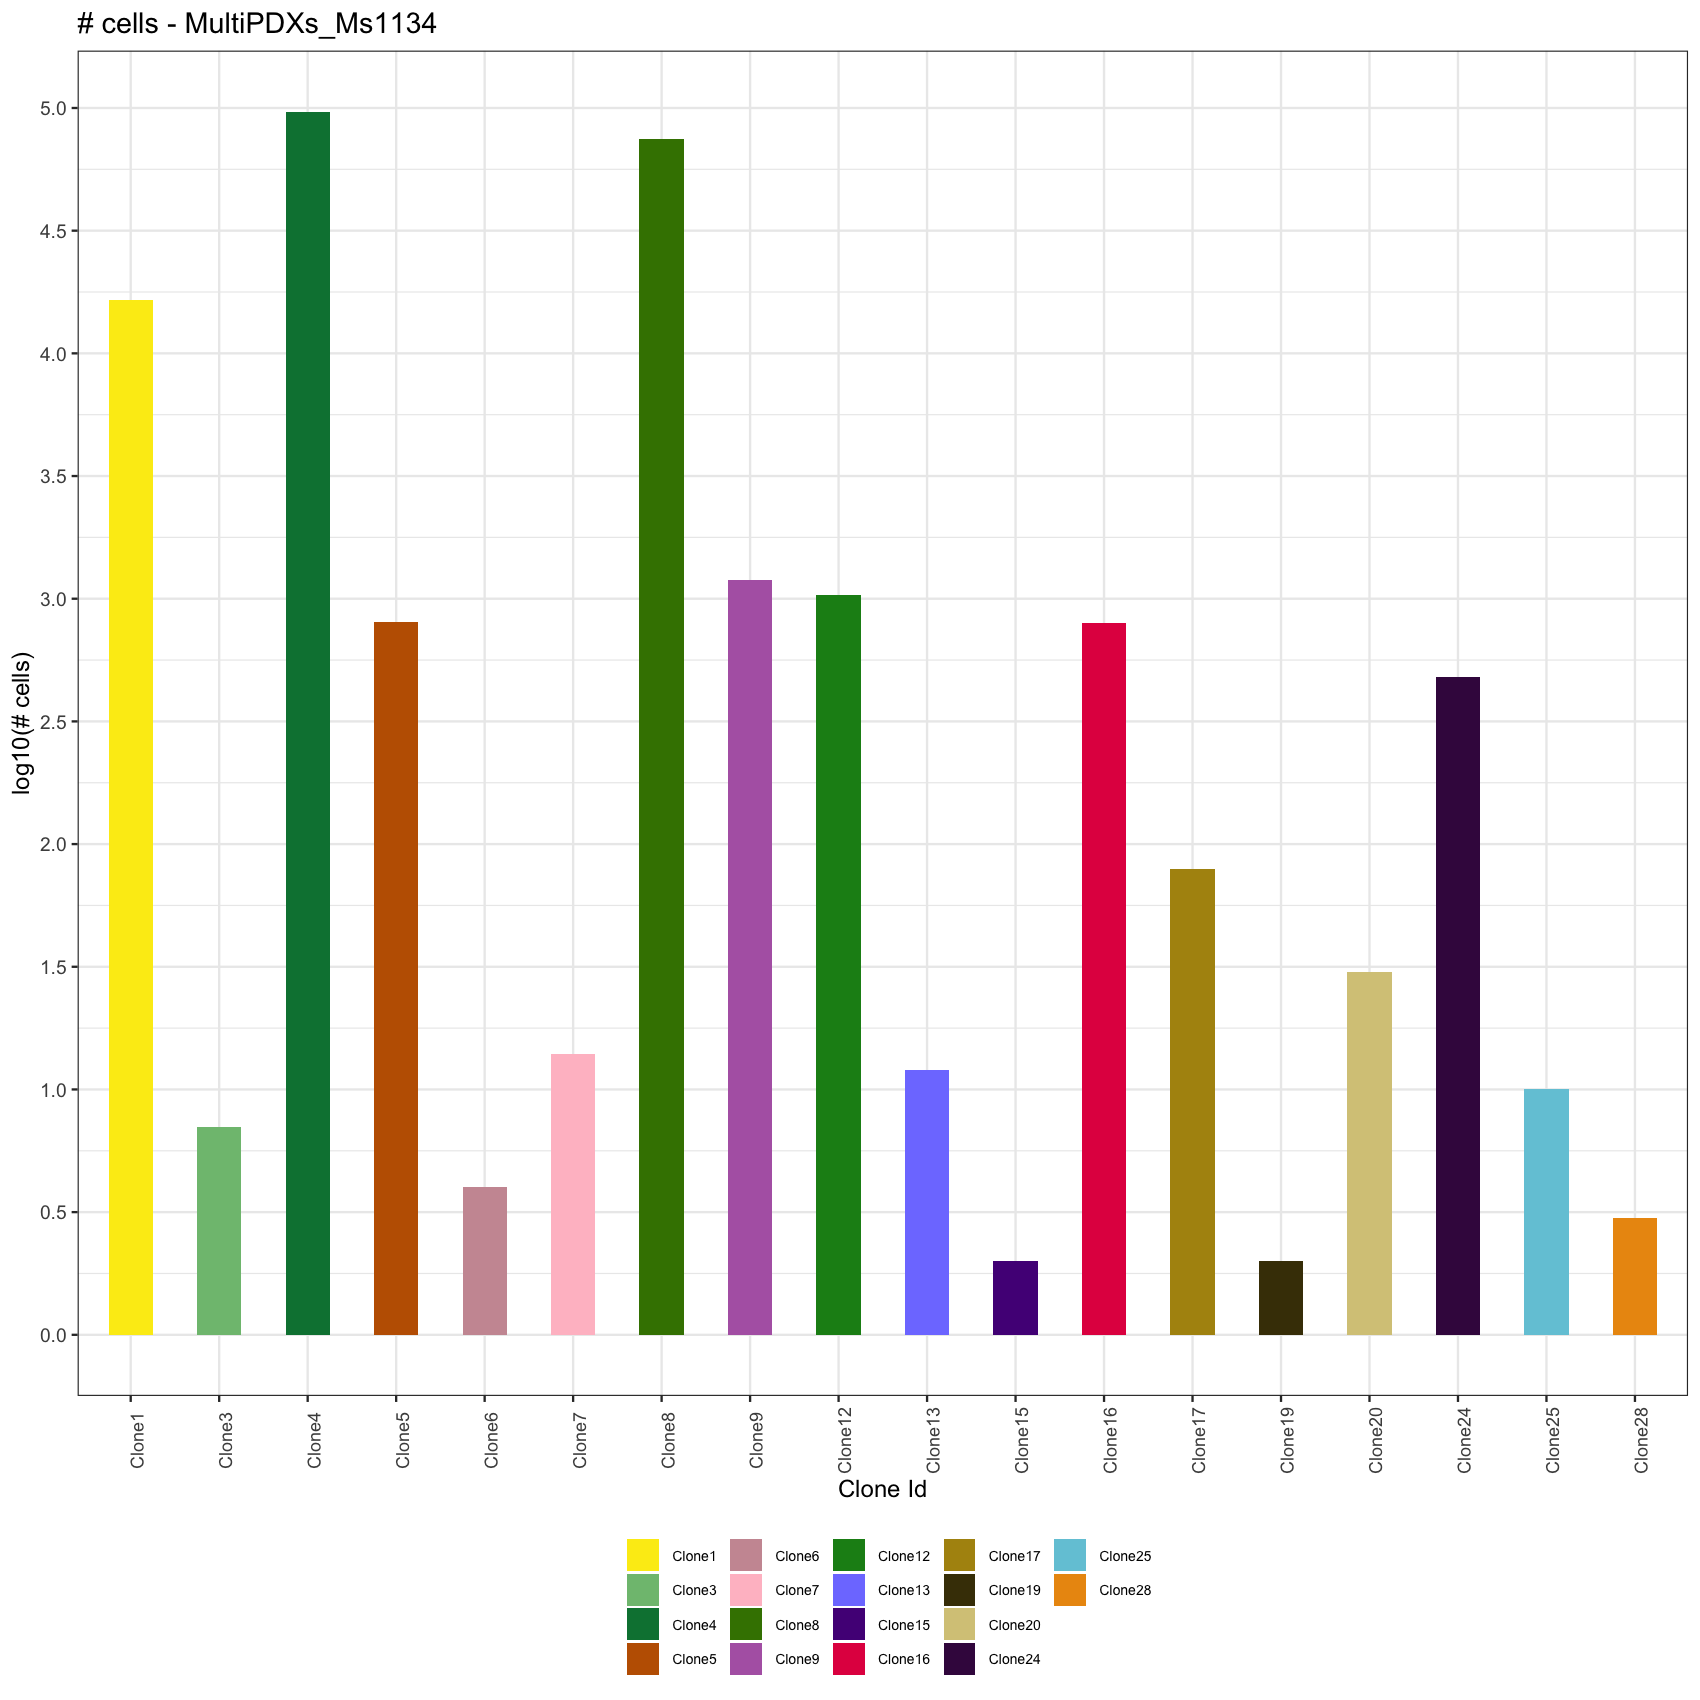 # cells - MultiPDXs_Ms1134
5.0
4.5
4.0
3.5
3.0
2.5
2.0
1.5
1.0
0.5
0.0
log10(# cells)
Clone1
Clone3
Clone4
Clone5
Clone6
Clone7
Clone8
Clone9
Clone12
Clone13
Clone15
Clone16
Clone17
Clone19
Clone20
Clone24
Clone25
Clone28
Clone Id
Clone1 Clone6 Clone12 Clone17 Clone25
Clone3 Clone7 Clone13 Clone19 Clone28
Clone4 Clone8 Clone15 Clone20
Clone5 Clone9 Clone16 Clone24